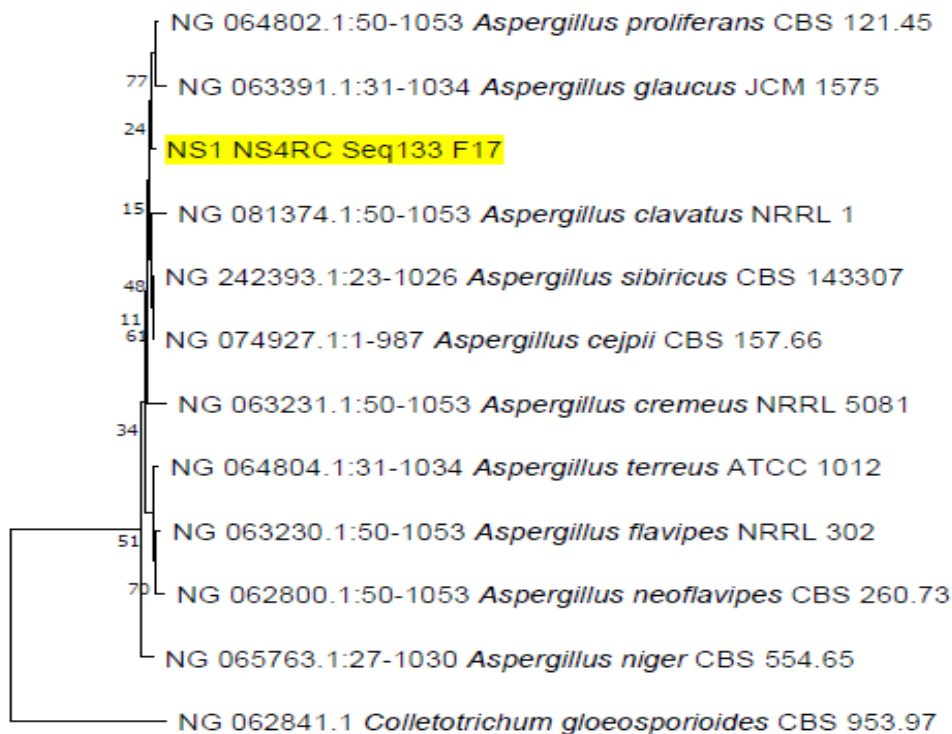 NG 064802.1:50-1053 Aspergillus proliferans CBS 121.45
77
NG 063391.1:31-1034 Aspergillus glaucus JCM 1575
24
NS1 NS4RC Seq133 F17
15
NG 081374.1:50-1053 Aspergillus clavatus NRRL 1
NG 242393.1:23-1026 Aspergillus sibiricus CBS 143307
48
11
61
NG 074927.1:1-987 Aspergillus cejpii CBS 157.66
NG 063231.1:50-1053 Aspergillus cremeus NRRL 5081
34
NG 064804.1:31-1034 Aspergillus terreus ATCC 1012
NG 063230.1:50-1053 Aspergillus flavipes NRRL 302
51
70
NG 062800.1:50-1053 Aspergillus neoflavipes CBS 260.73
NG 065763.1:27-1030 Aspergillus niger CBS 554.65
NG 062841.1 Colletotrichum gloeosporioides CBS 953.97